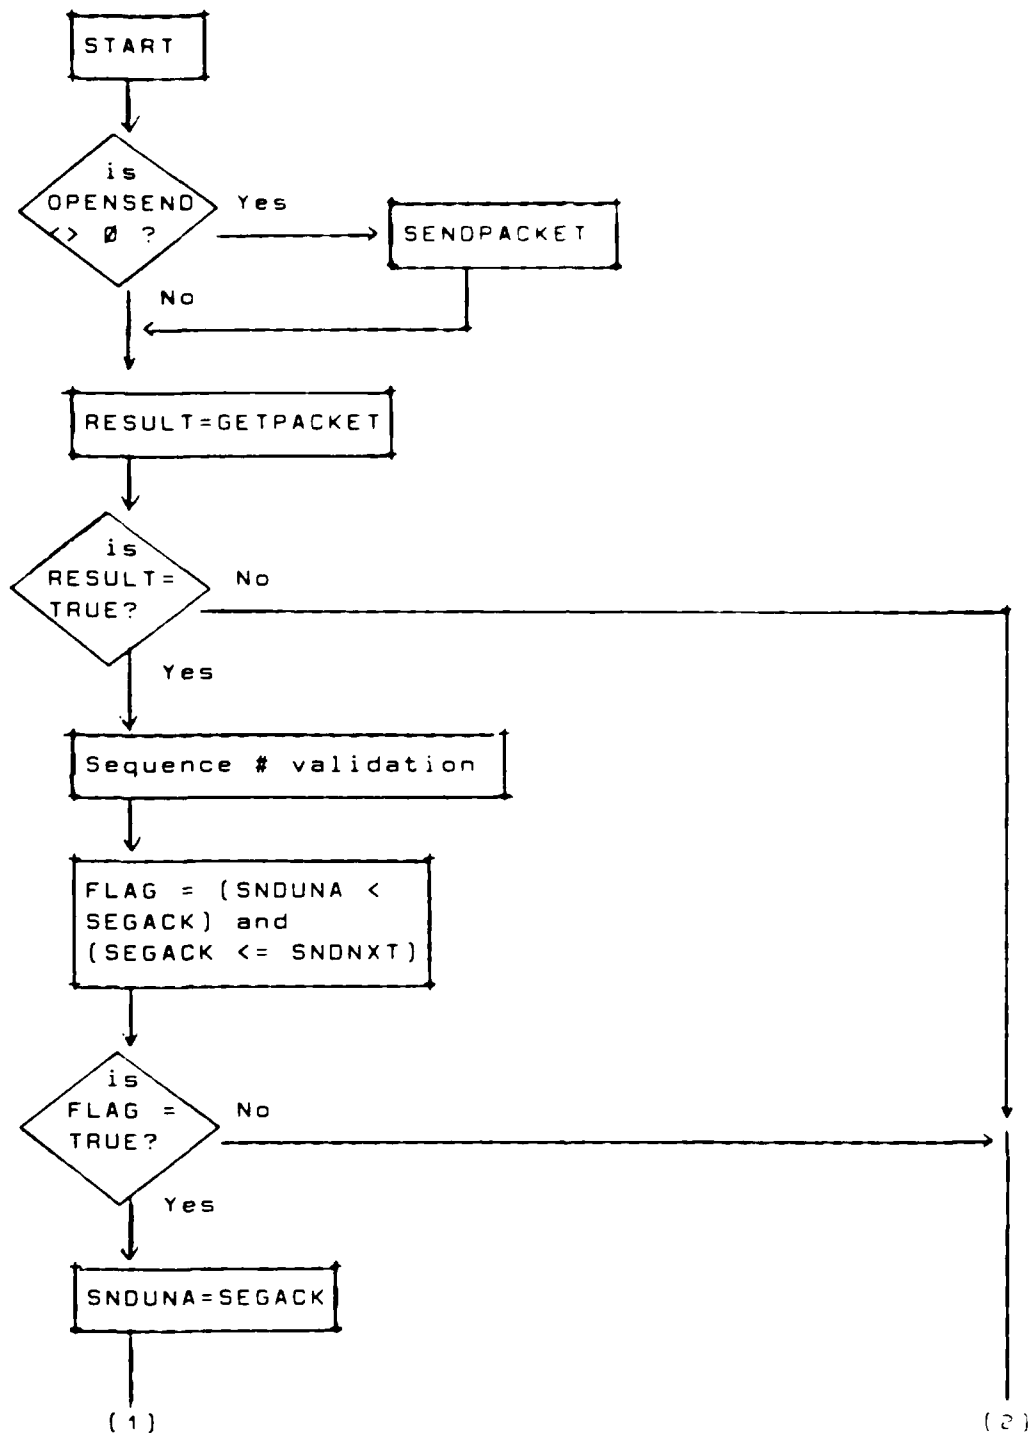 START
is
OPENSEND
<> Ø ?
Yes
SENDPACKET
No
RESULT=GETPACKET
is
RESULT=
TRUE?
No
Yes
Sequence # validation
FLAG = (SNDUNA <
SEGACK) and
(SEGACK <= SNDNXT)
is
FLAG =
TRUE?
No
Yes
SNDUNA=SEGACK
(1)
(2)